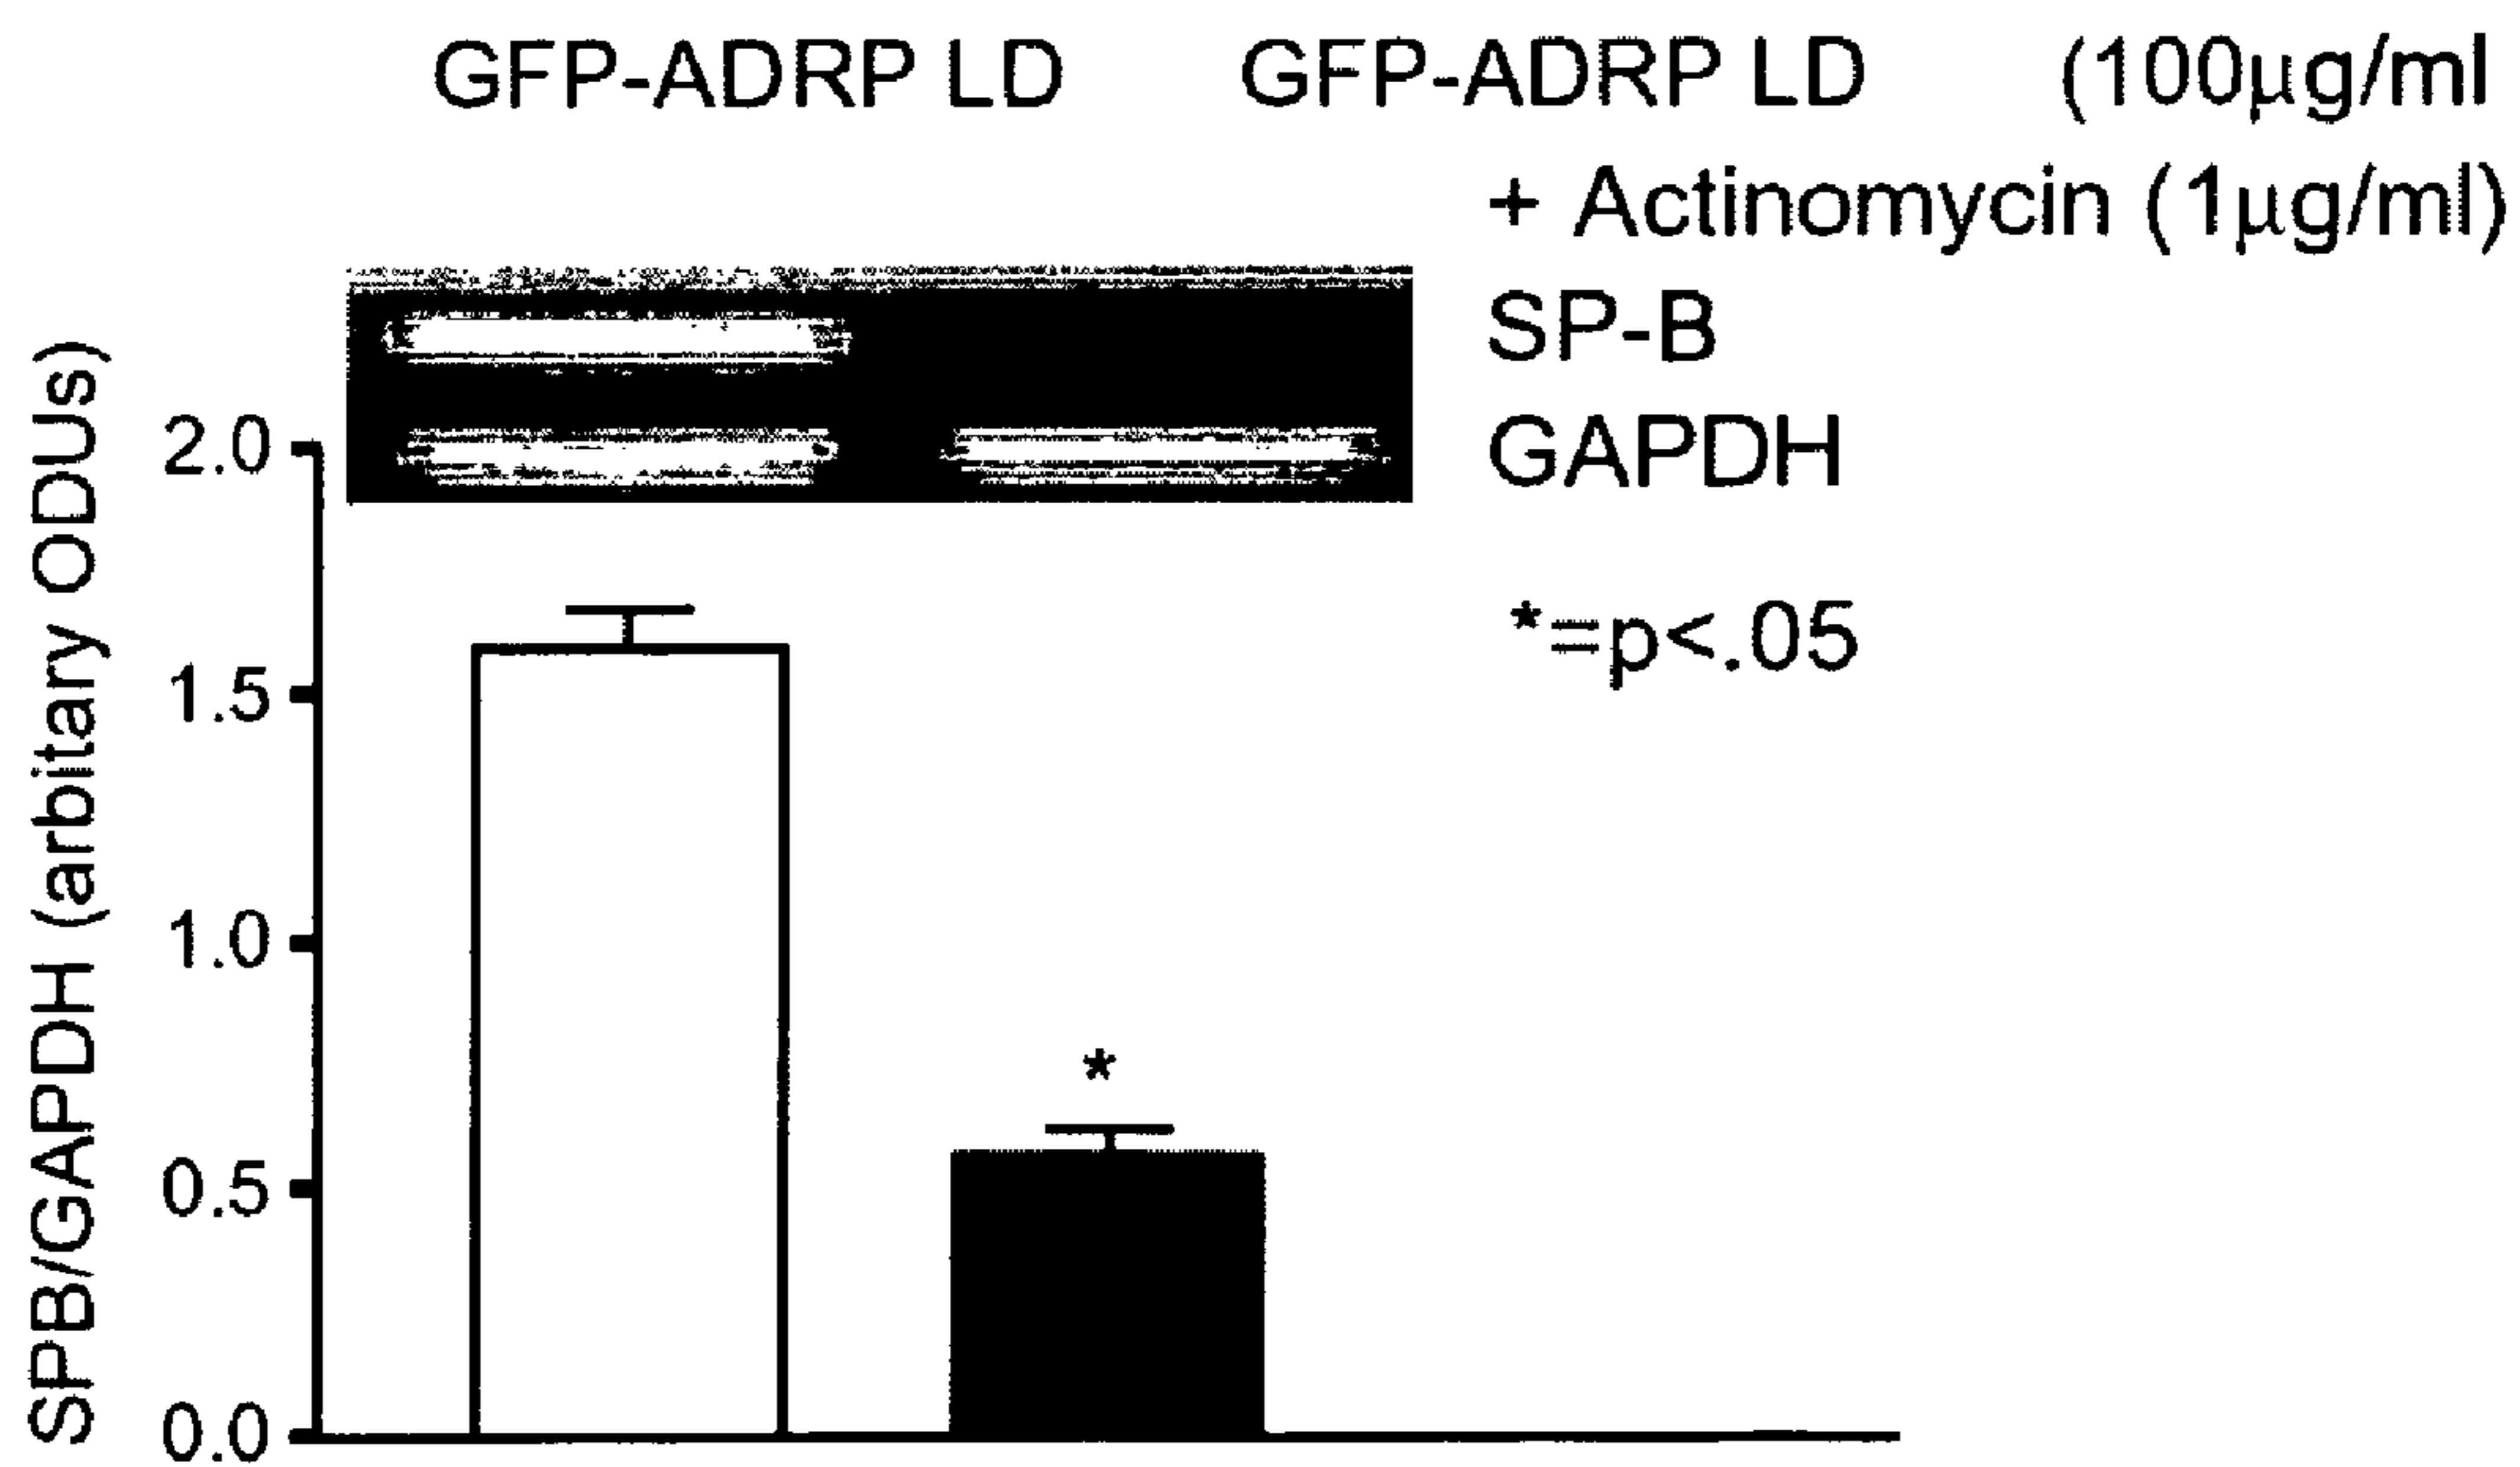 GFP-ADRP LD GFP-ADRP LD (100µg/ml
+ Actinomycin (1µg/ml)
SP-B
GAPDH
*=p<.05
SPB/GAPDH (arbitary ODUs)
2.0
1.5
1.0
0.5
0.0
*